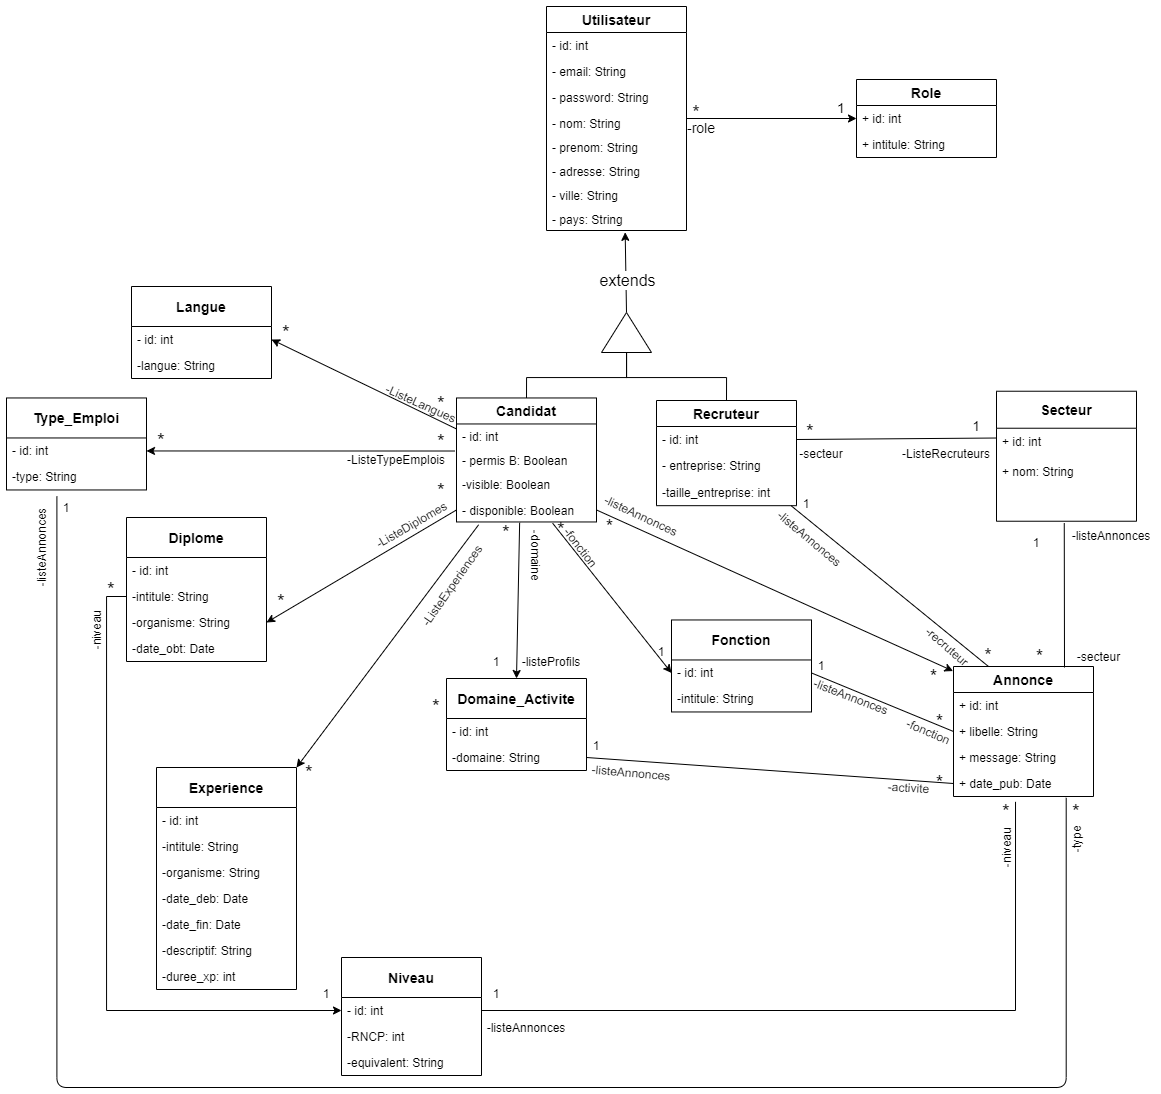 Utilisateur
- id: int
- email: String
- password: String
- nom: String
- prenom: String
- adresse: String
- ville: String
- pays: String
*
1
-role
Role
+ id: int
+ intitule: String
extends
Langue
- id: int
-langue: String
*
-ListeLangues
*
Type_Emploi
- id: int
-type: String
*
*
-ListeTypeEmplois
Candidat
- id: int
- permis B: Boolean
-visible: Boolean
- disponible: Boolean
Recruteur
- id: int
- entreprise: String
-taille_entreprise: int
*
1
-secteur
-ListeRecruteurs
Secteur
+ id: int
+ nom: String
1
-listeAnnonces
*
-ListeDiplomes
*
-ListeExperiences
*
*
-domaine
*
-fonction
-listeAnnonces
*
1
-listeAnnonces
1
-listeAnnonces
Diplome
- id: int
-intitule: String
-organisme: String
-date_obt: Date
*
-niveau
1
-listeProfils
*
Domaine_Activite
- id: int
-domaine: String
1
Fonction
- id: int
-intitule: String
1
-listeAnnonces
*
-fonction
-recruteur
*
*
*
-secteur
Annonce
+ id: int
+ libelle: String
+ message: String
+ date_pub: Date
1
-listeAnnonces
*
-activite
Experience
- id: int
-intitule: String
-organisme: String
-date_deb: Date
-date_fin: Date
-descriptif: String
-duree_xp: int
*
-niveau
*
-type
1
Niveau
- id: int
-RNCP: int
-equivalent: String
1
-listeAnnonces